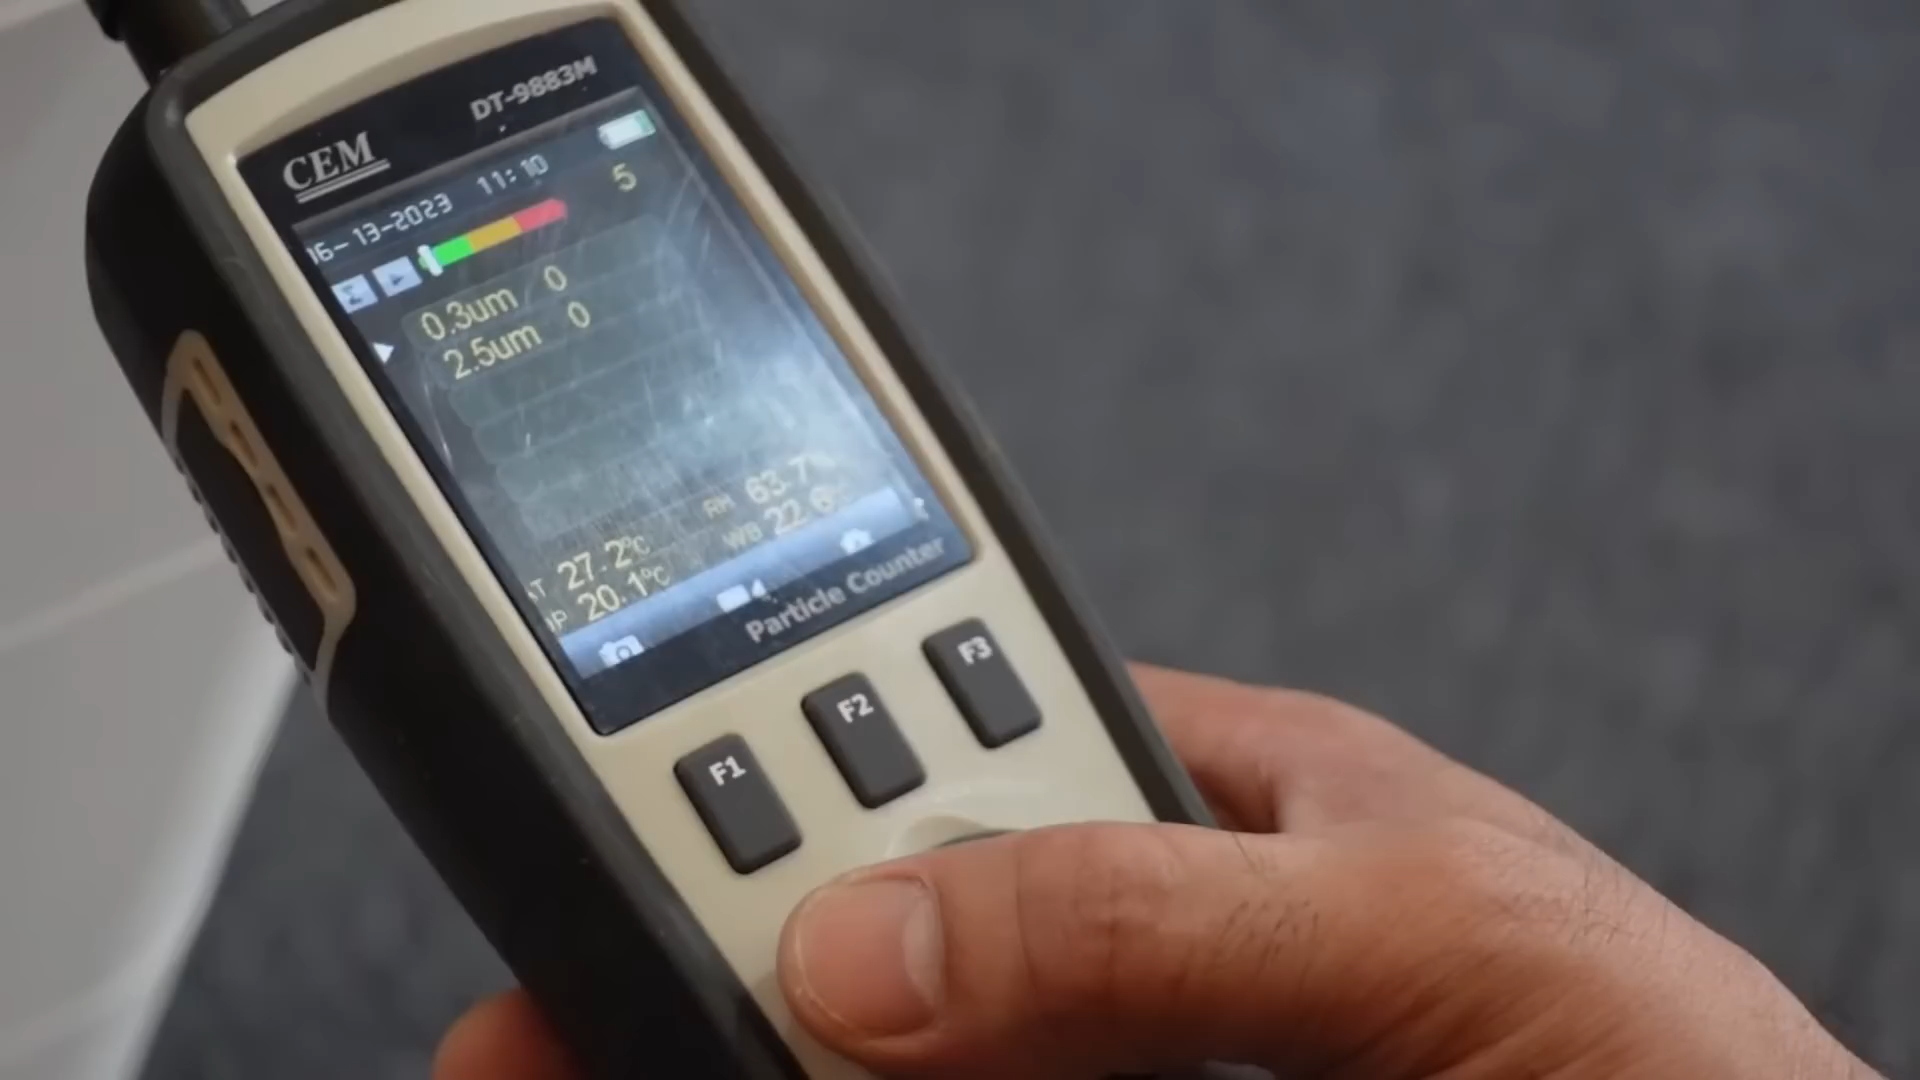 CEM
DT-9883M
16-13-2023 11:10
5
0.3um 0
2.5um 0
RH 63.7%
27.2℃
WB 22.6℃
20.1℃
Particle Counter
F1 F2 F3